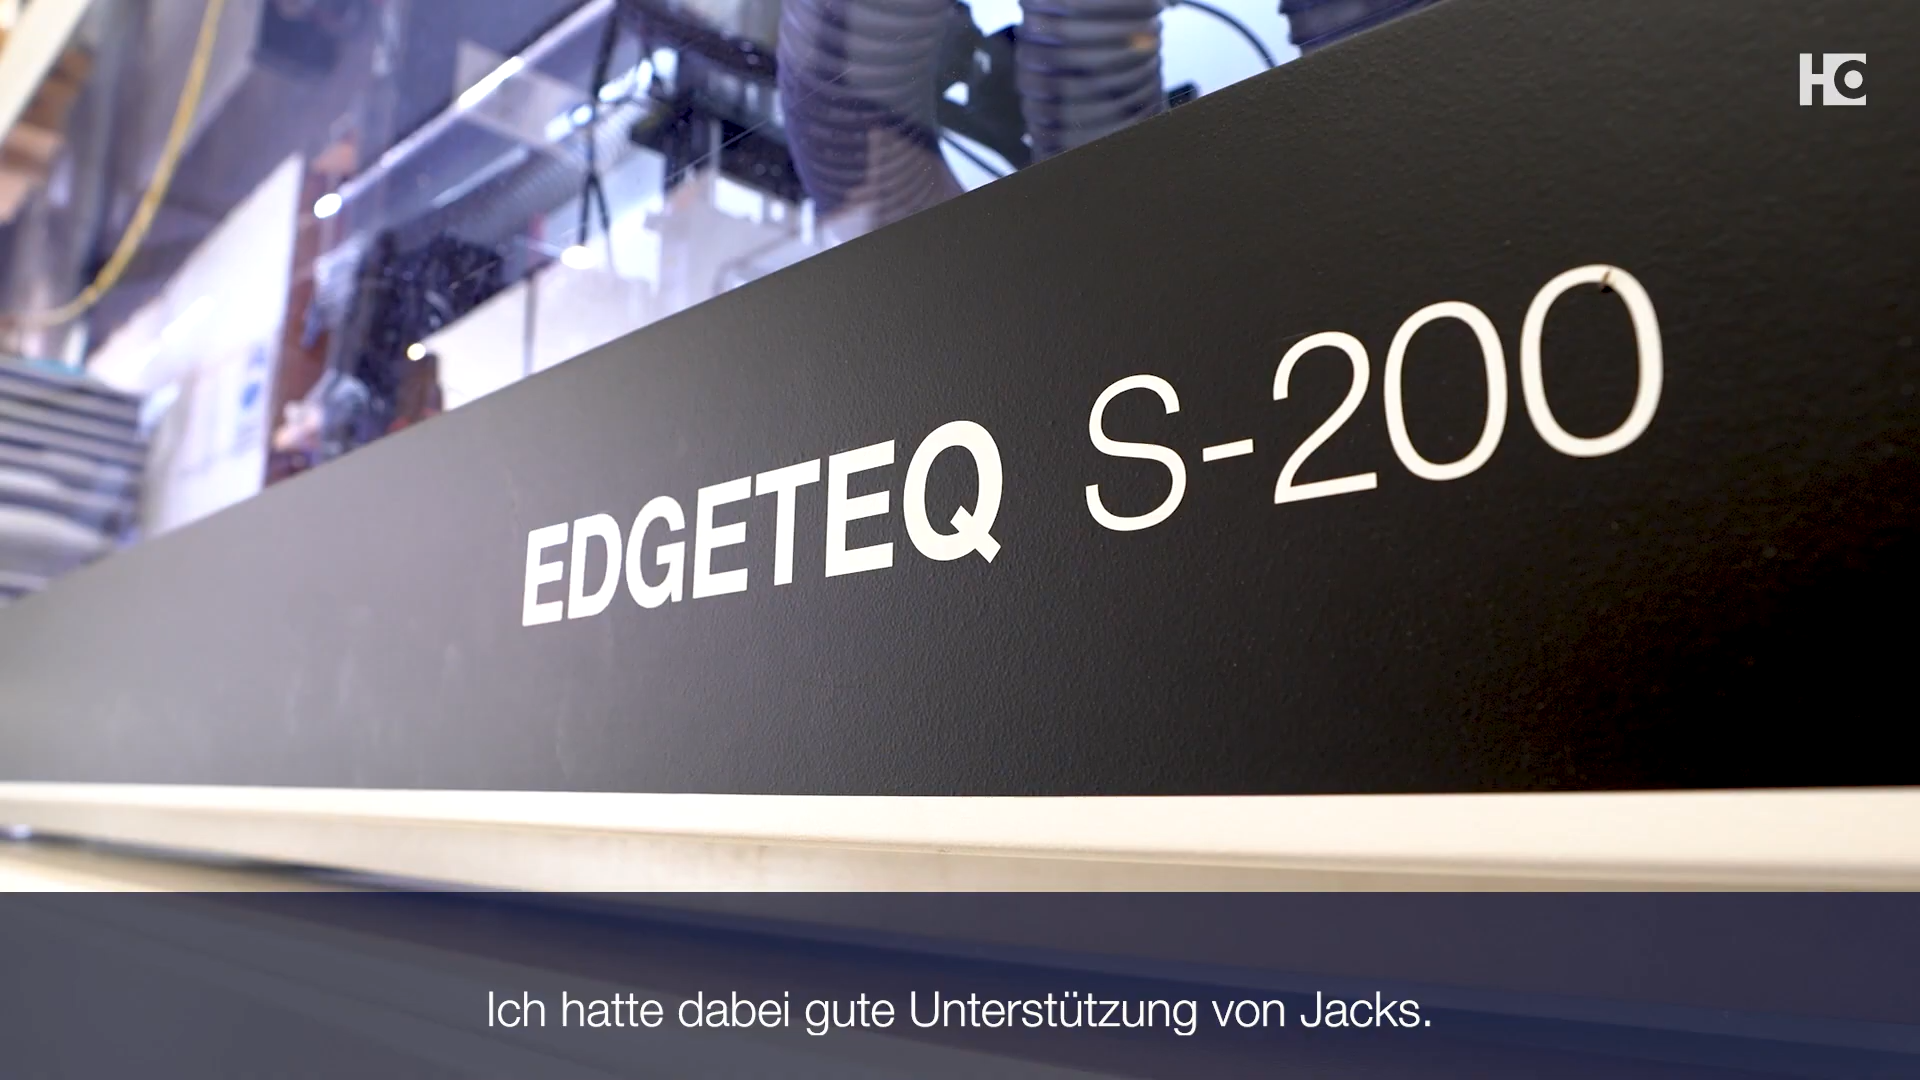 HC
EDGETEQ S-200
Ich hatte dabei gute Unterstützung von Jacks.